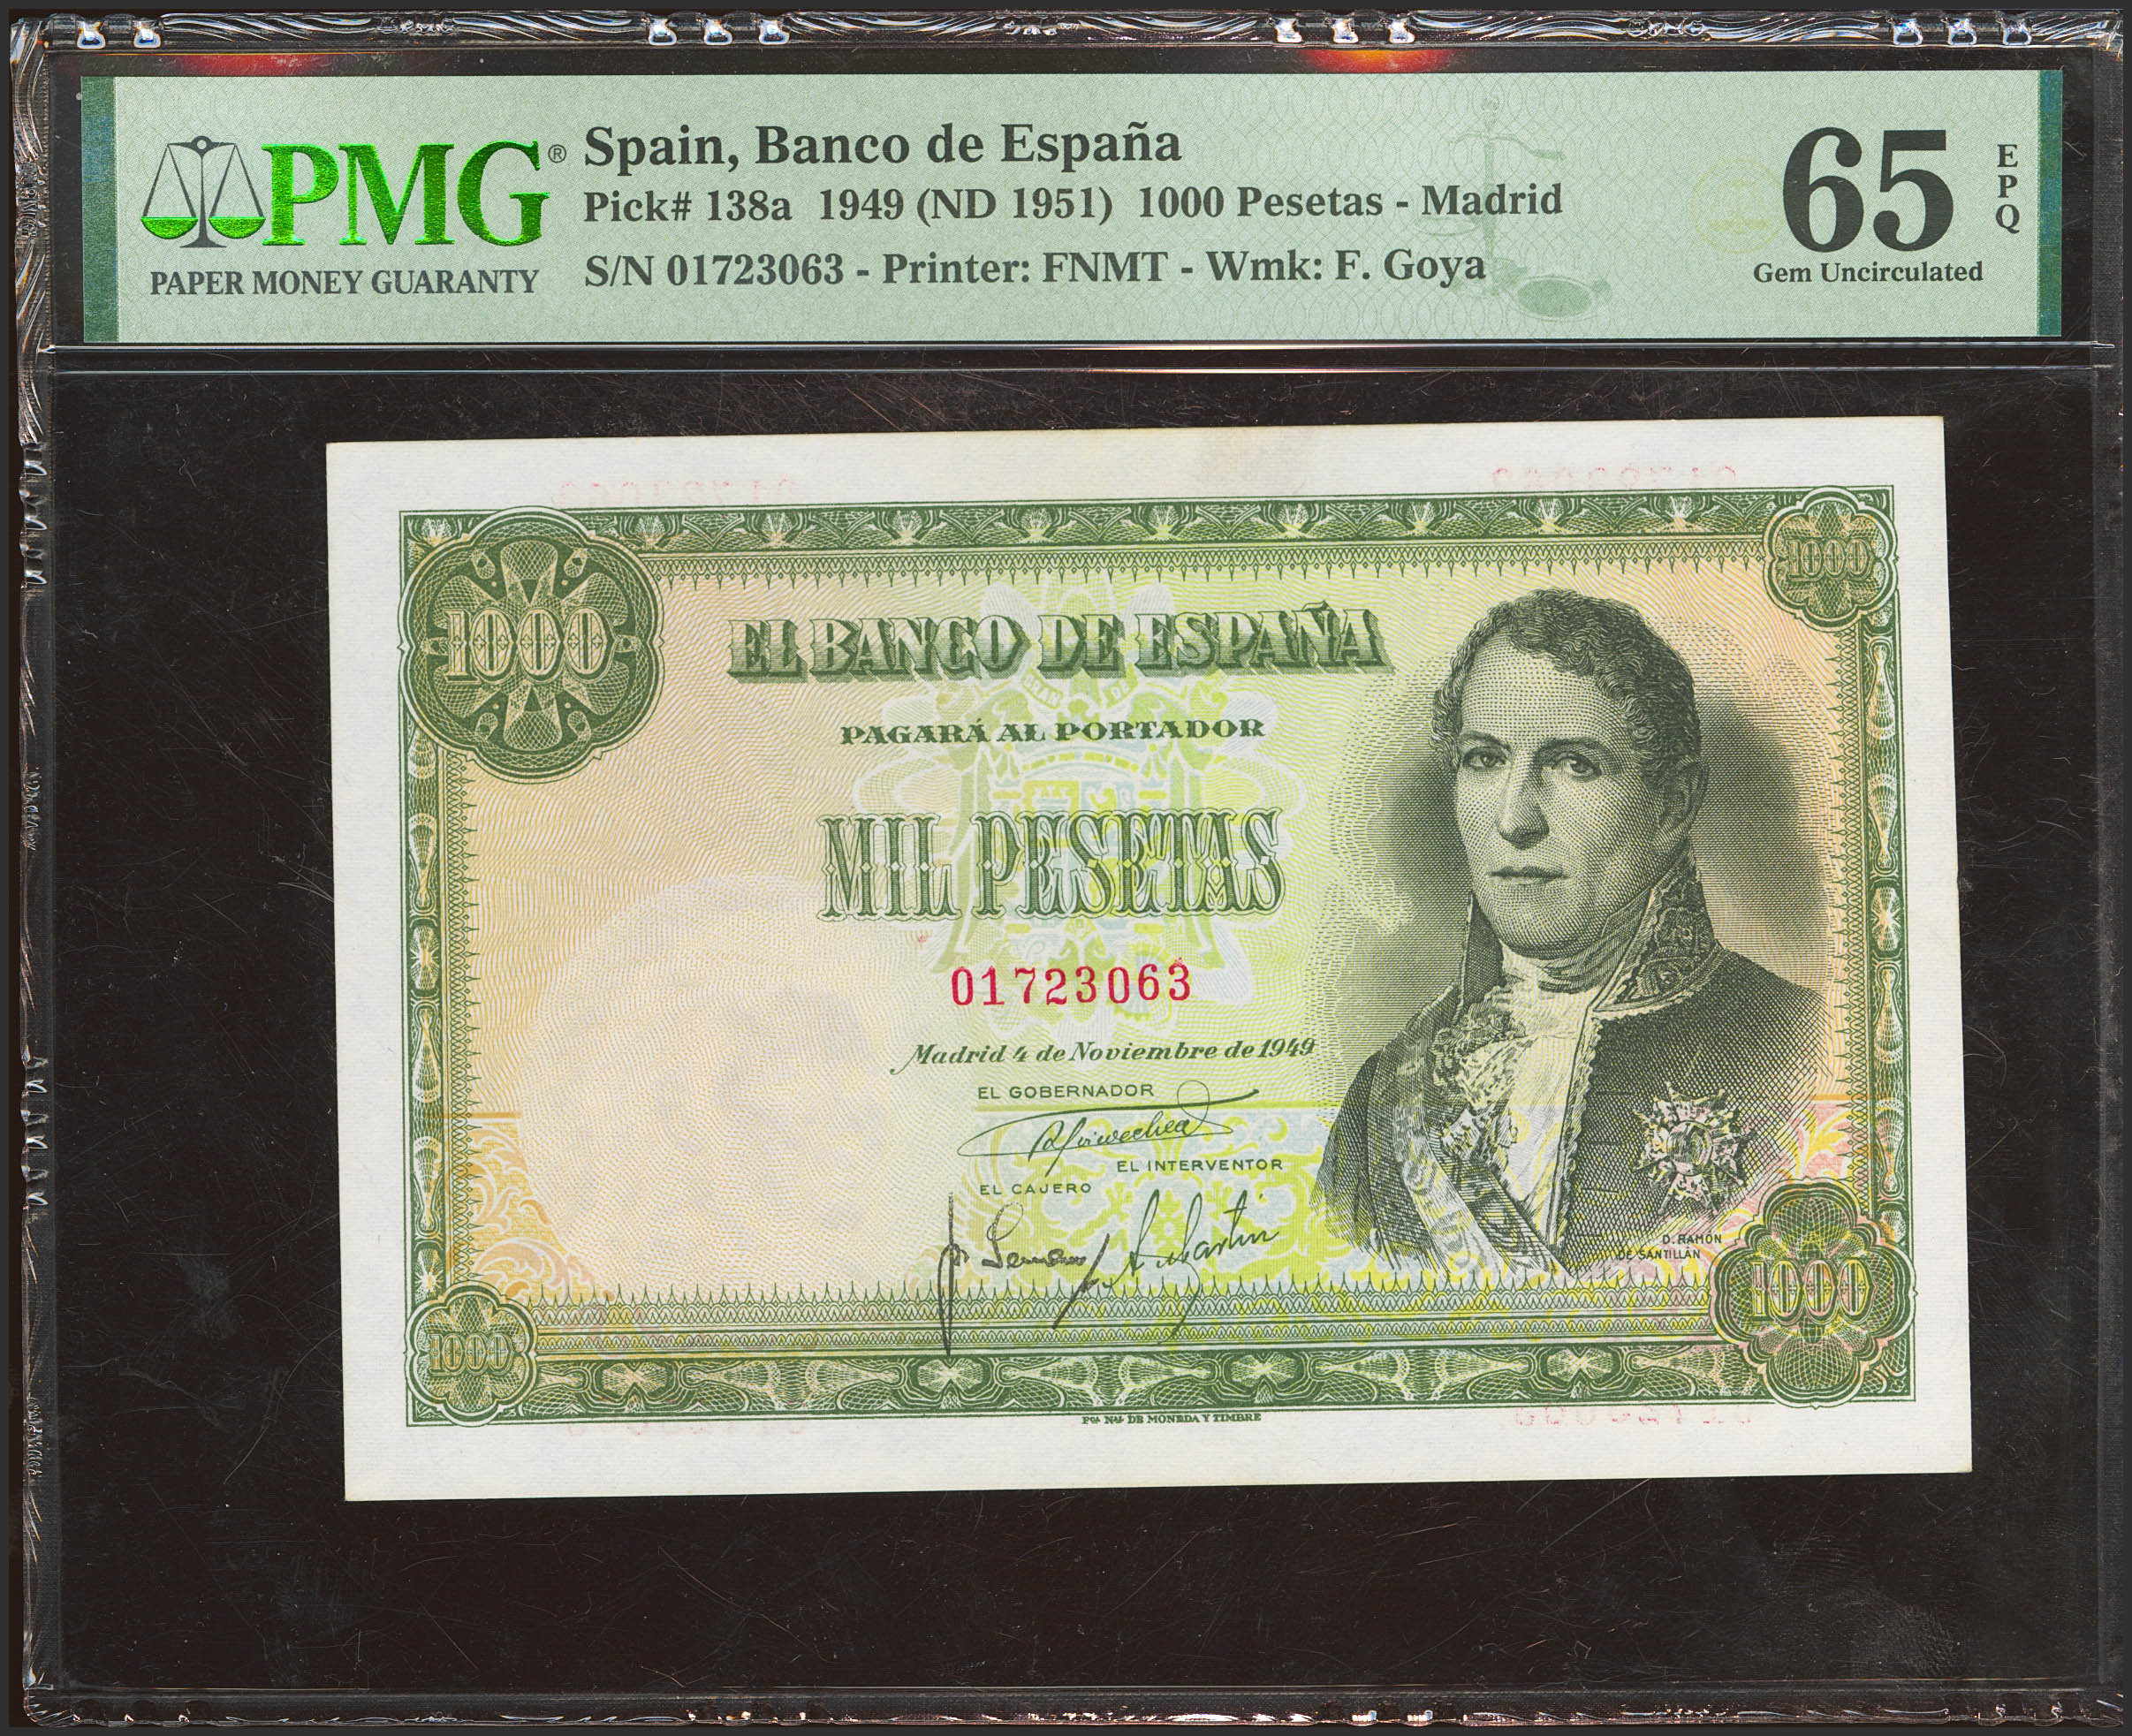 PMG®
PAPER MONEY GUARANTY
Spain, Banco de España
Pick# 138a 1949 (ND 1951) 1000 Pesetas - Madrid
S/N 01723063 - Printer: FNMT - Wmk: F. Goya
65
EPQ
Gem Uncirculated
1000
1000
EL BANCO DE ESPAÑA
PAGARÁ AL PORTADOR
MIL PESETAS
01723063
Madrid 4 de Noviembre de 1949
EL GOBERNADOR
EL INTERVENTOR
EL CAJERO
D. RAMÓN
DE SANTILLÁN
1000
1000
FCA NAL DE MONEDA Y TIMBRE